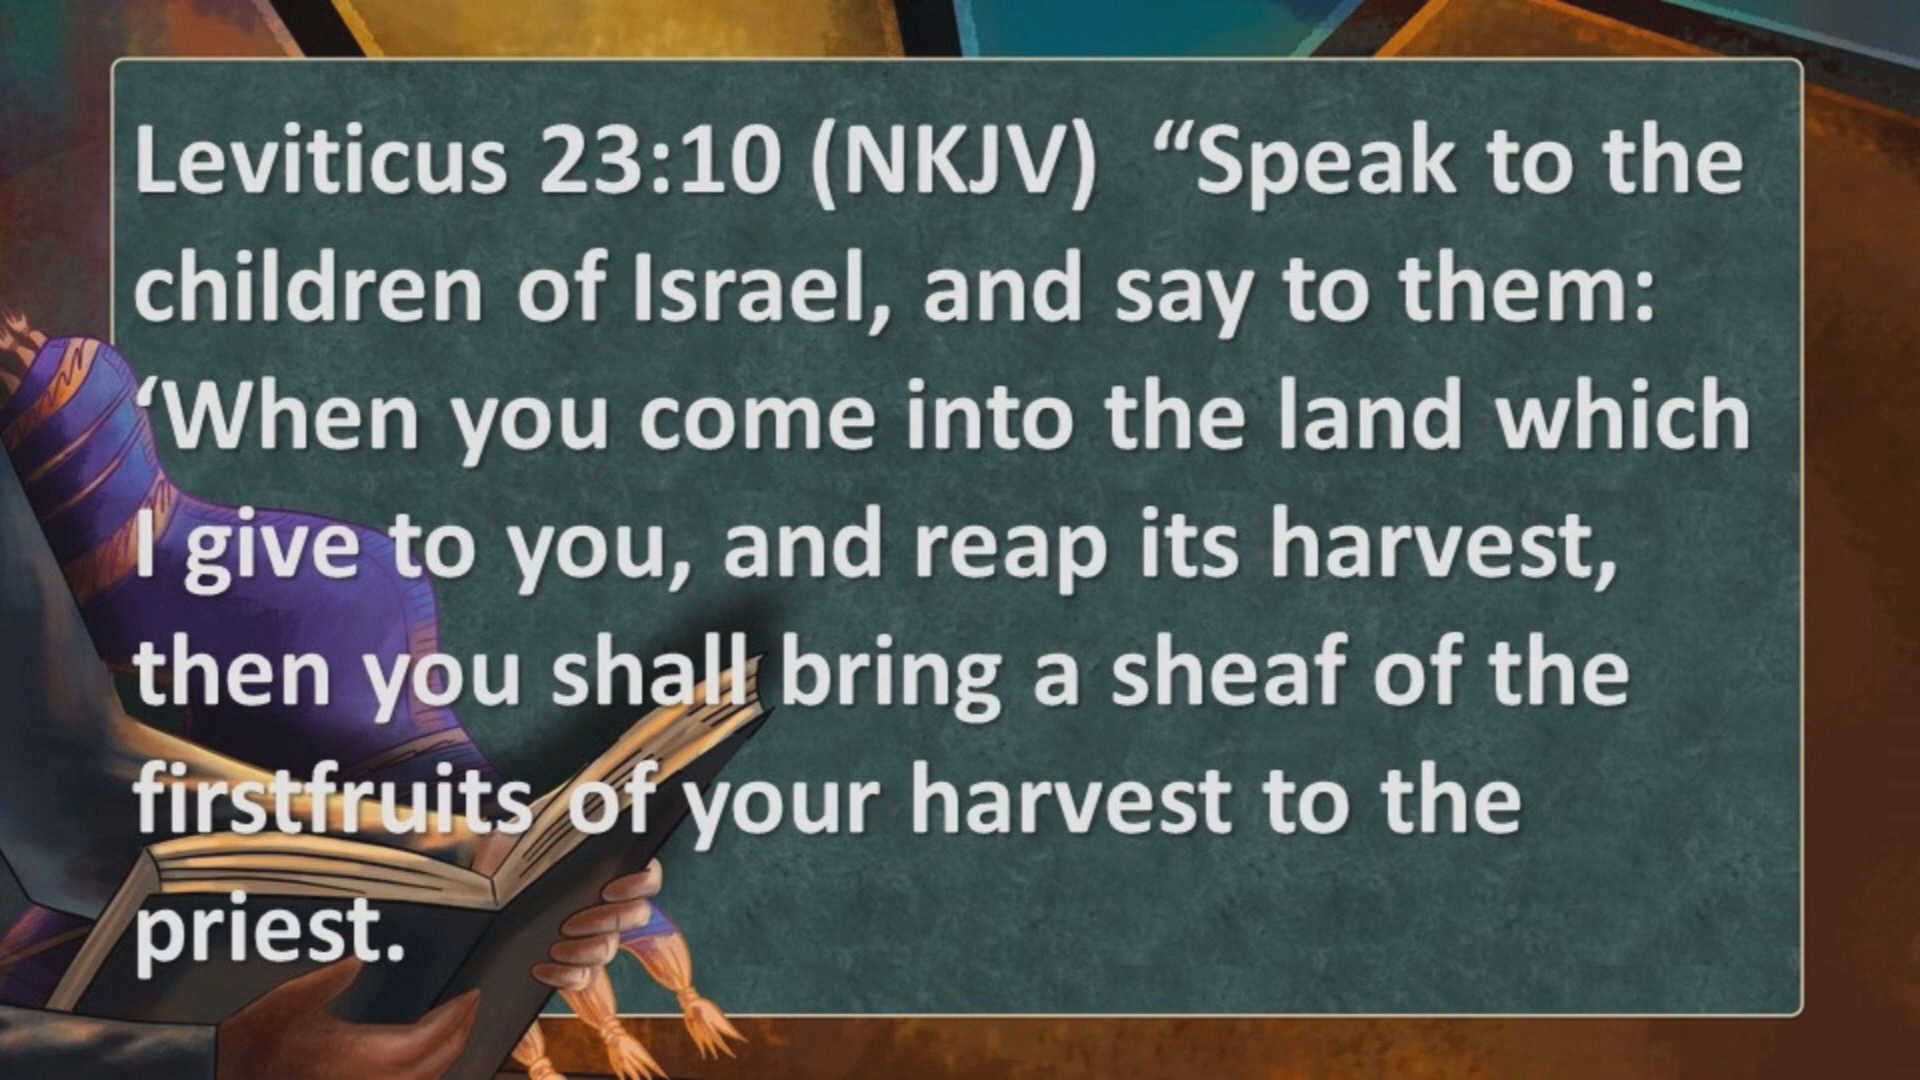 Leviticus 23:10 (NKJV) “Speak to the
children of Israel, and say to them:
‘When you come into the land which
I give to you, and reap its harvest,
then you shall bring a sheaf of the
firstfruits of your harvest to the
priest.